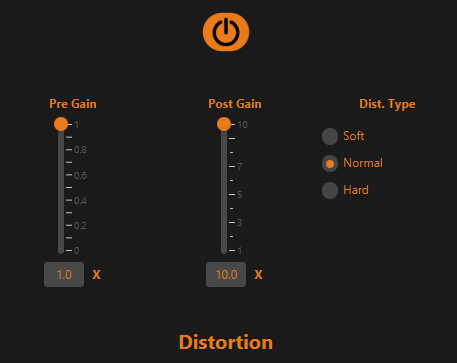 Pre Gain Post Gain Dist. Type
1 10
Soft
0.8
7
Normal
0.6
5
0.4
Hard
3
0.2
0 1
1.0 X 10.0 X
Distortion